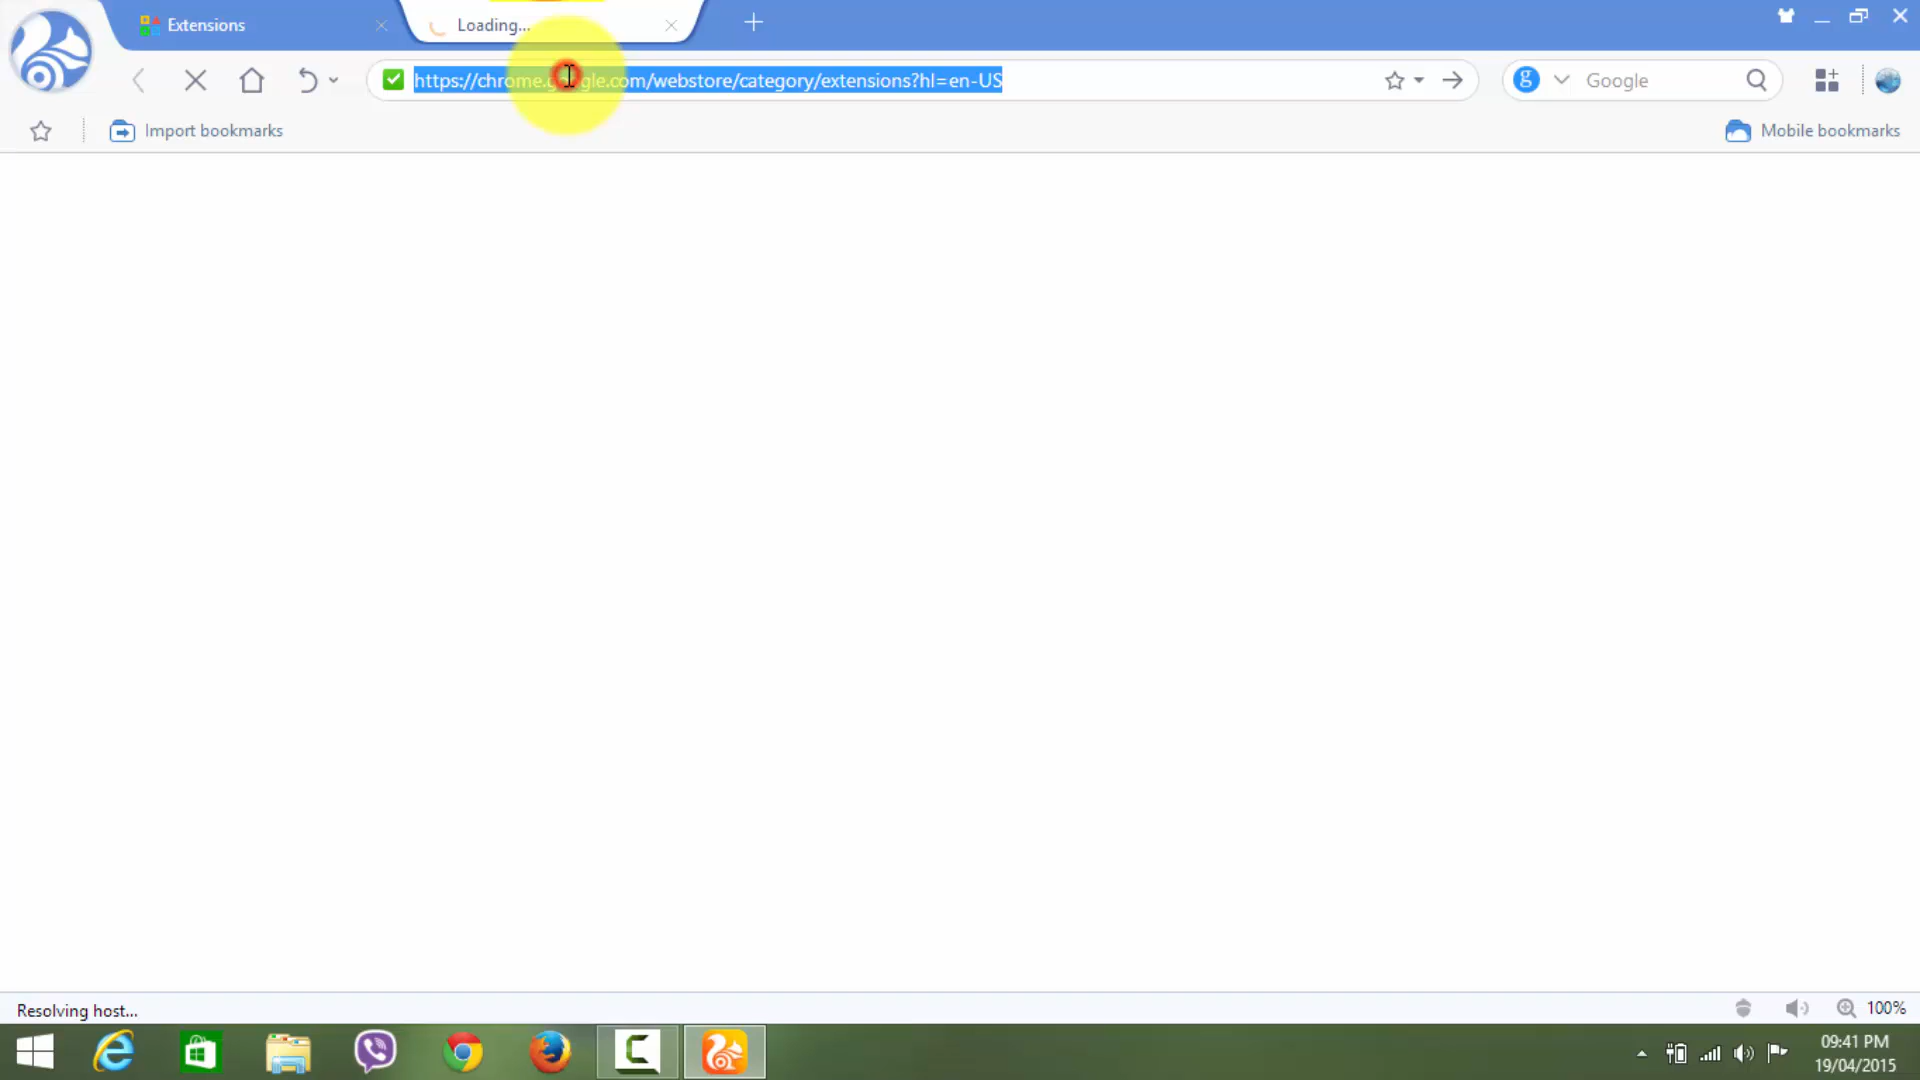 Extensions
Loading...
https://chrome.google.com/webstore/category/extensions?hl=en-US
g
Google
Import bookmarks
Mobile bookmarks
Resolving host...
100%
09:41 PM
19/04/2015